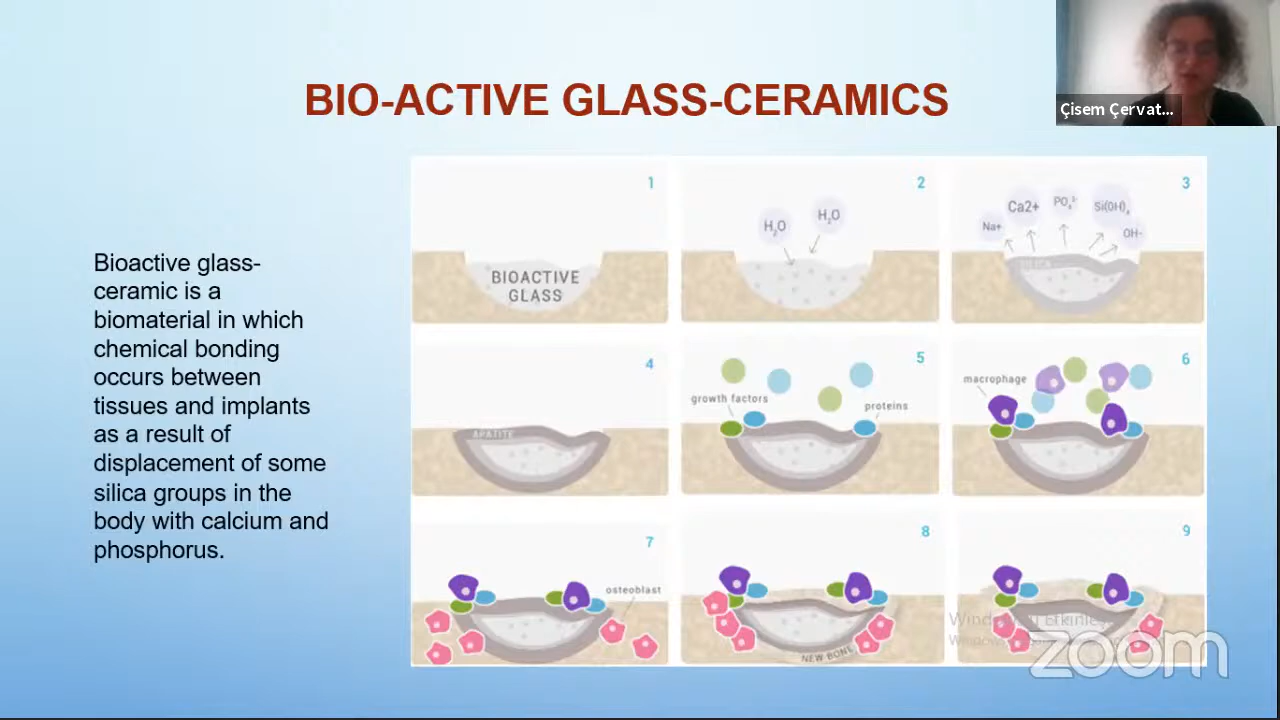 BIO-ACTIVE GLASS-CERAMICS
Çisem Çervat...
Bioactive glass-
ceramic is a
biomaterial in which
chemical bonding
occurs between
tissues and implants
as a result of
displacement of some
silica groups in the
body with calcium and
phosphorus.
1
BIOACTIVE
GLASS
2
H₂O
H₂O
3
Na+
Ca2+
Si(OH)₄
OH-
4
APATITE
5
growth factors
proteins
6
macrophage
7
osteoblast
8
NEW BONE
9
zoom